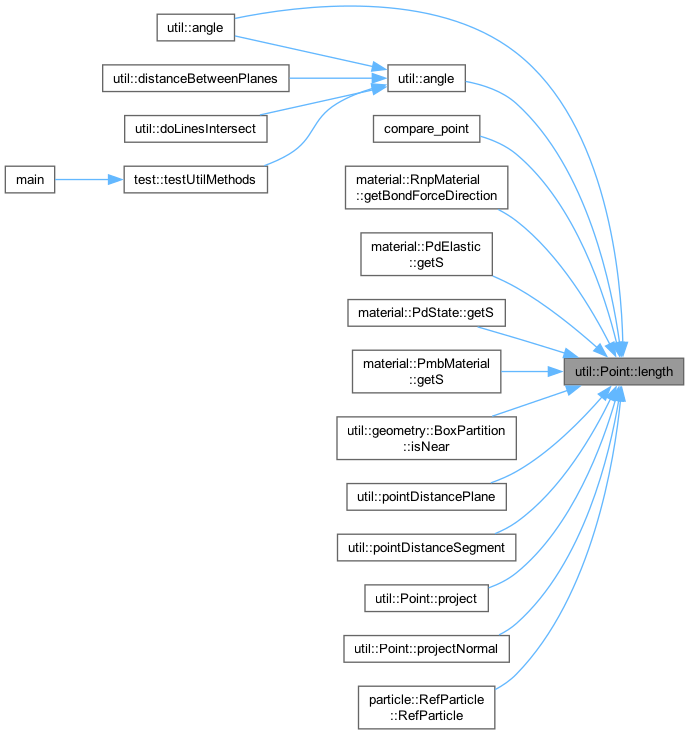 util::angle
util::distanceBetweenPlanes
util::angle
util::doLinesIntersect
compare_point
main
test::testUtilMethods
material::RnpMaterial
::getBondForceDirection
material::PdElastic
::getS
material::PdState::getS
material::PmbMaterial
::getS
util::Point::length
util::geometry::BoxPartition
::isNear
util::pointDistancePlane
util::pointDistanceSegment
util::Point::project
util::Point::projectNormal
particle::RefParticle
::RefParticle